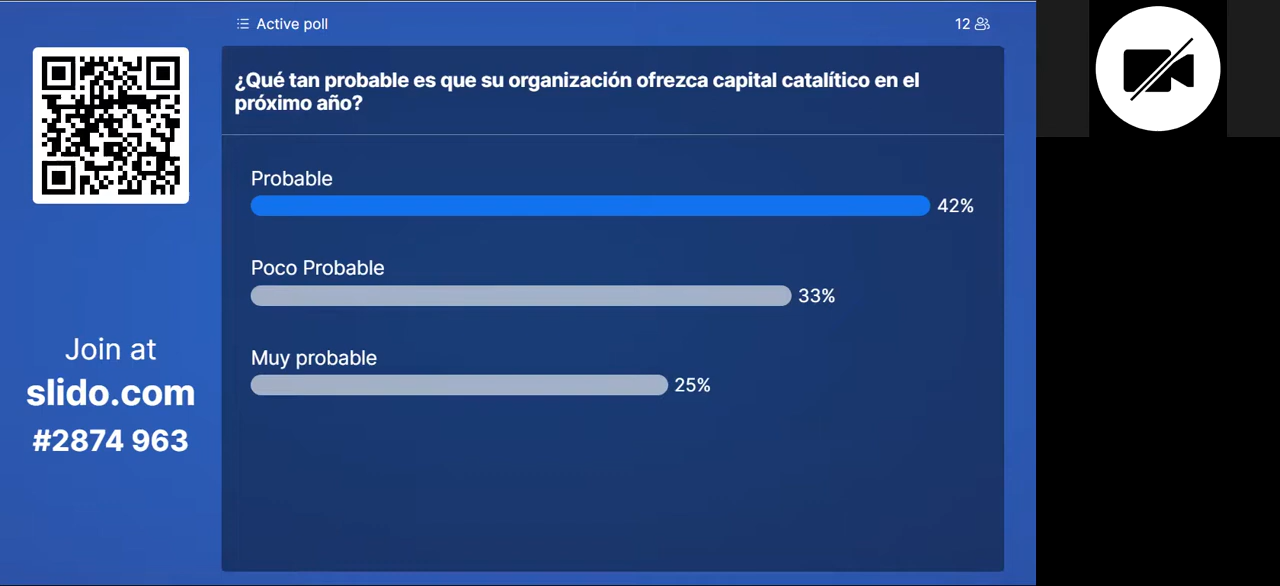 Active poll
12
¿Qué tan probable es que su organización ofrezca capital catalítico en el
próximo año?
Probable
42%
Poco Probable
33%
Muy probable
25%
Join at
slido.com
#2874 963